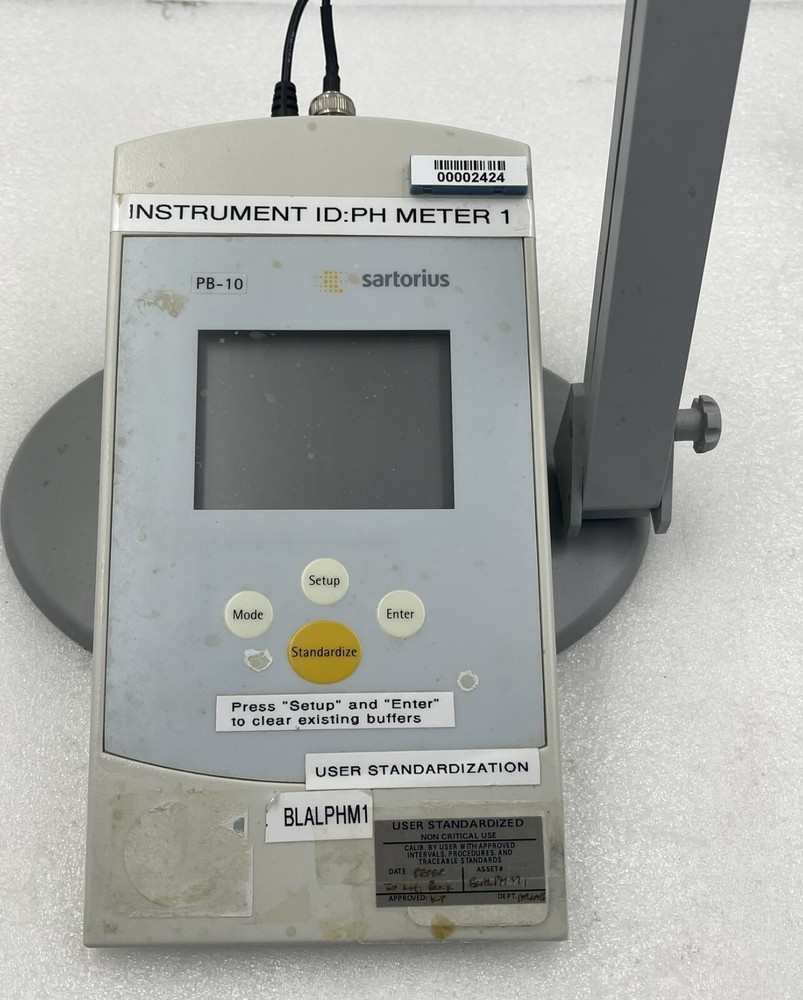 00002424
INSTRUMENT ID:PH METER 1
PB-10
sartorius
Setup
Mode
Enter
Standardize
Press "Setup" and "Enter"
to clear existing buffers
USER STANDARDIZATION
BLALPHM1
USER STANDARDIZED
NON CRITICAL USE
CALIB. BY USER WITH APPROVED
INTERVALS, PROCEDURES, AND
TRACEABLE STANDARDS
DATE ASSET#
APPROVED: DEPT.